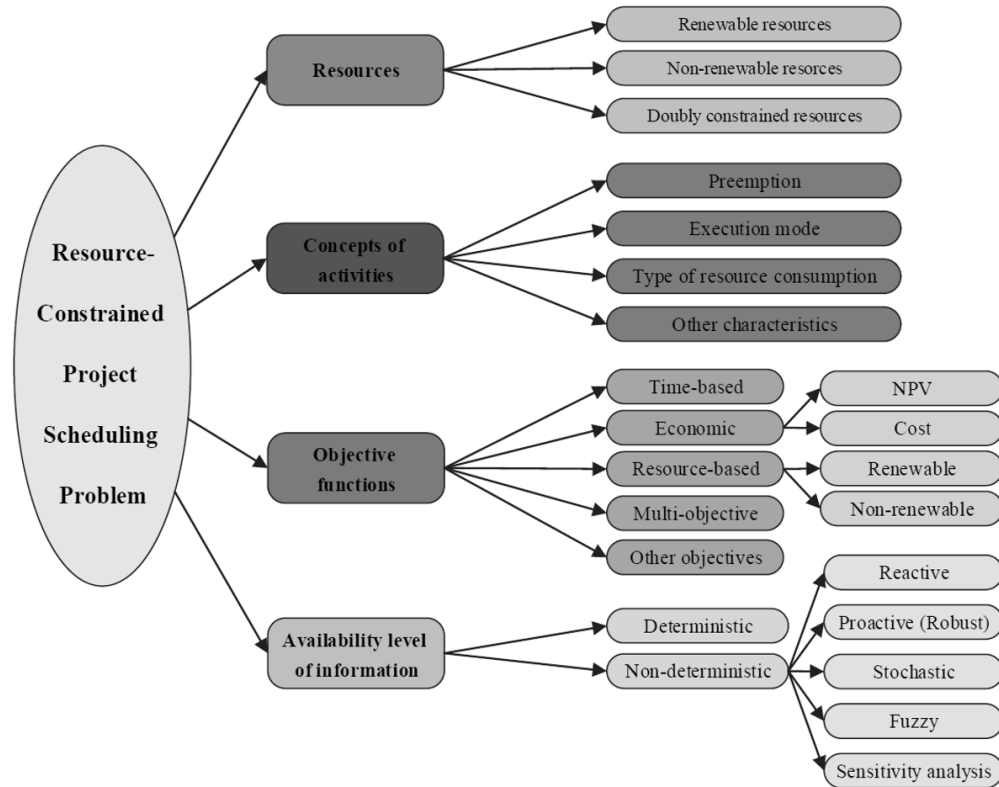 Resource-
Constrained
Project
Scheduling
Problem
Resources
Renewable resources
Non-renewable resorces
Doubly constrained resources
Concepts of
activities
Preemption
Execution mode
Type of resource consumption
Other characteristics
Objective
functions
Time-based
Economic
NPV
Cost
Resource-based
Renewable
Non-renewable
Multi-objective
Other objectives
Availability level
of information
Deterministic
Non-deterministic
Reactive
Proactive (Robust)
Stochastic
Fuzzy
Sensitivity analysis